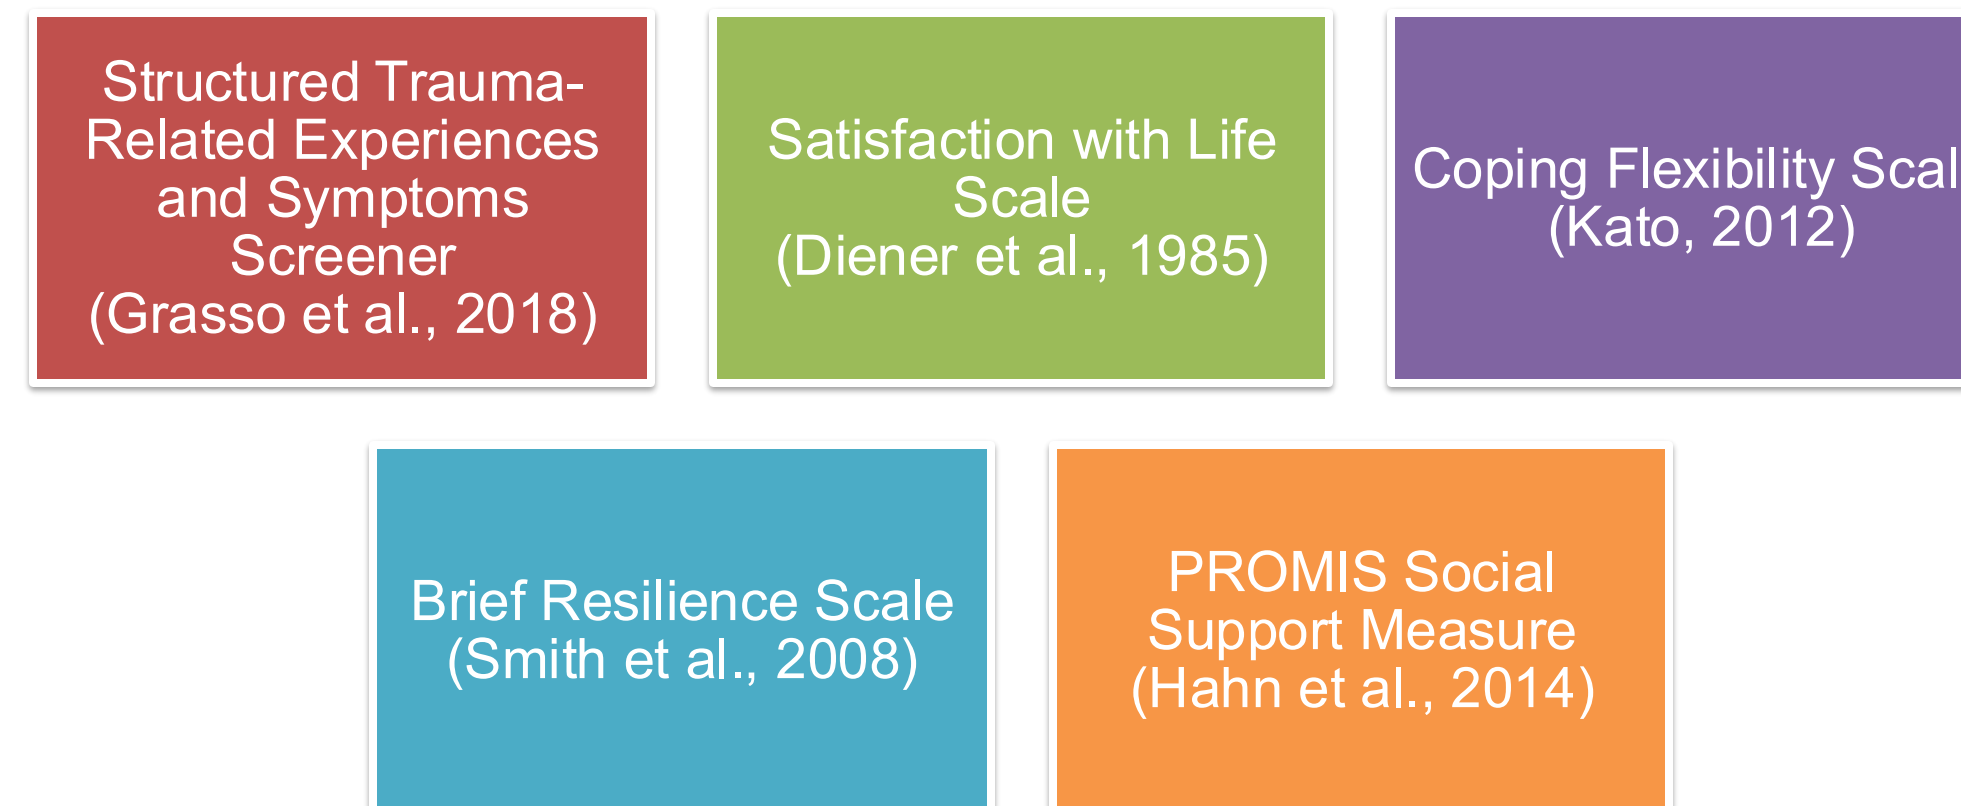 Structured Trauma-
Related Experiences
and Symptoms
Screener
(Grasso et al., 2018)
Satisfaction with Life
Scale
(Diener et al., 1985)
Coping Flexibility Scal
(Kato, 2012)
Brief Resilience Scale
(Smith et al., 2008)
PROMIS Social
Support Measure
(Hahn et al., 2014)